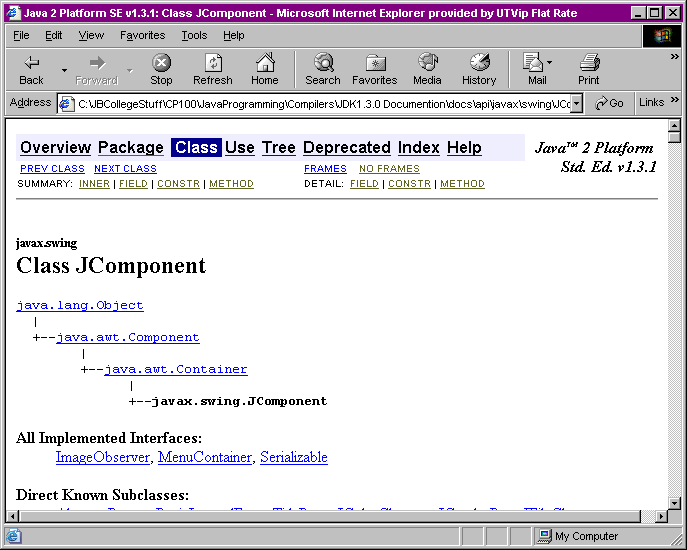 Java 2 Platform SE v1.3.1: Class JComponent - Microsoft Internet Explorer provided by UTVip Flat Rate
File Edit View Favorites Tools Help
Back Forward Stop Refresh Home Search Favorites Media History Mail Print »
Address C:\JBCollegeStuff\CP100\JavaProgramming\Compilers\JDK1.3.0 Documention\docs\api\javax\swing\JCo Go Links »
Overview Package Class Use Tree Deprecated Index Help
Java™ 2 Platform
Std. Ed. v1.3.1
PREV CLASS NEXT CLASS FRAMES NO FRAMES
SUMMARY: INNER | FIELD | CONSTR | METHOD DETAIL: FIELD | CONSTR | METHOD
javax.swing
Class JComponent
java.lang.Object
|
+--java.awt.Component
|
+--java.awt.Container
|
+--javax.swing.JComponent
All Implemented Interfaces:
ImageObserver, MenuContainer, Serializable
Direct Known Subclasses:
My Computer